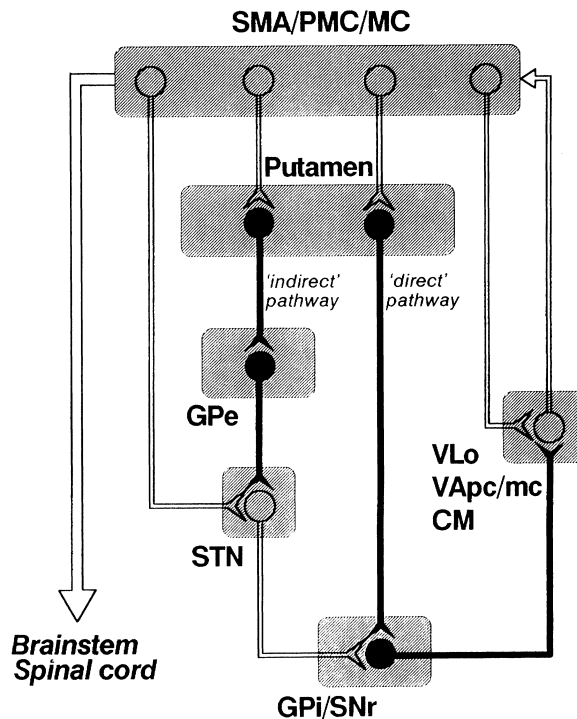 SMA/PMC/MC
Putamen
'indirect'
pathway
'direct'
pathway
GPe
VLo
VApc/mc
CM
STN
Brainstem
Spinal cord
GPi/SNr